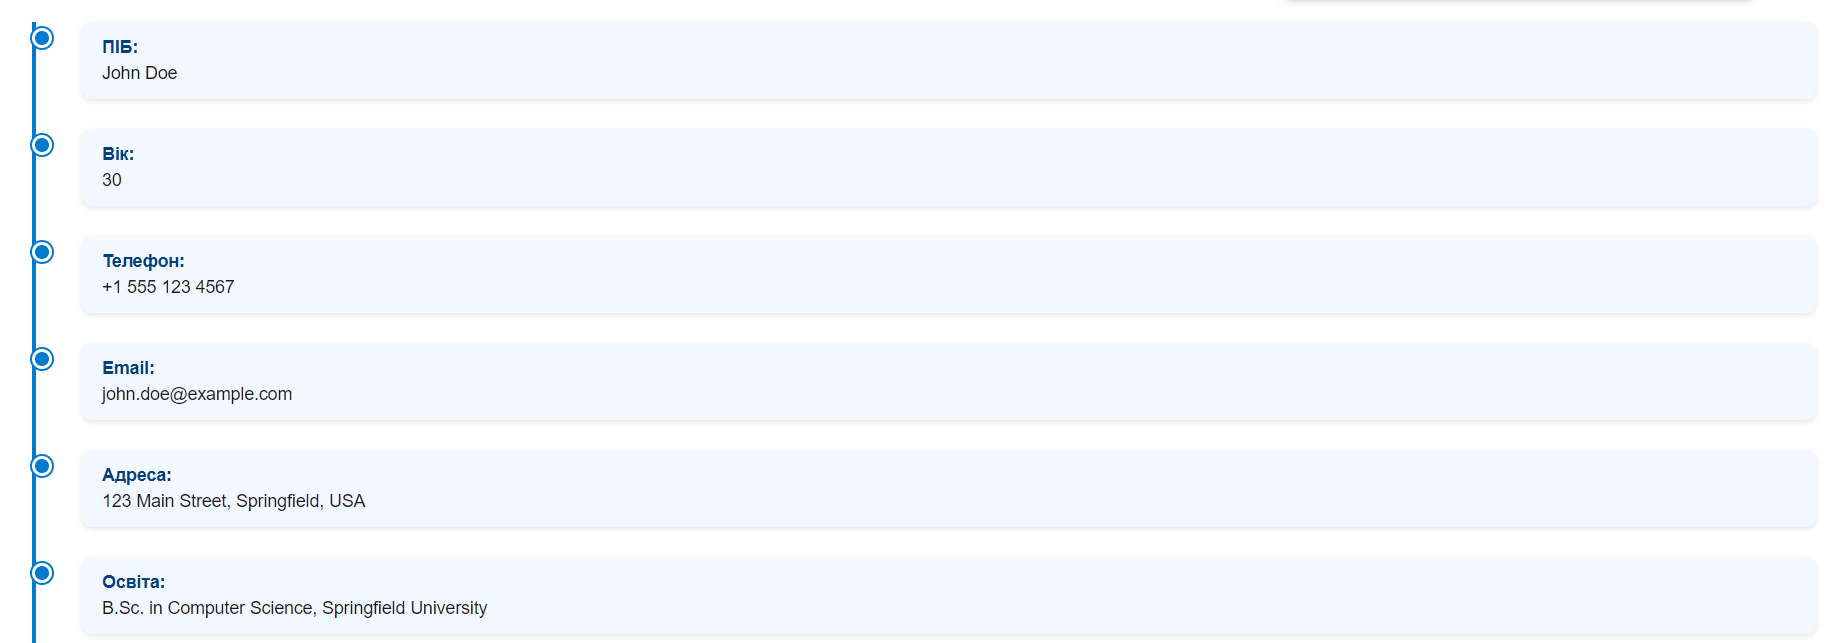 ПІБ:
John Doe
Вік:
30
Телефон:
+1 555 123 4567
Email:
john.doe@example.com
Адреса:
123 Main Street, Springfield, USA
Освіта:
B.Sc. in Computer Science, Springfield University